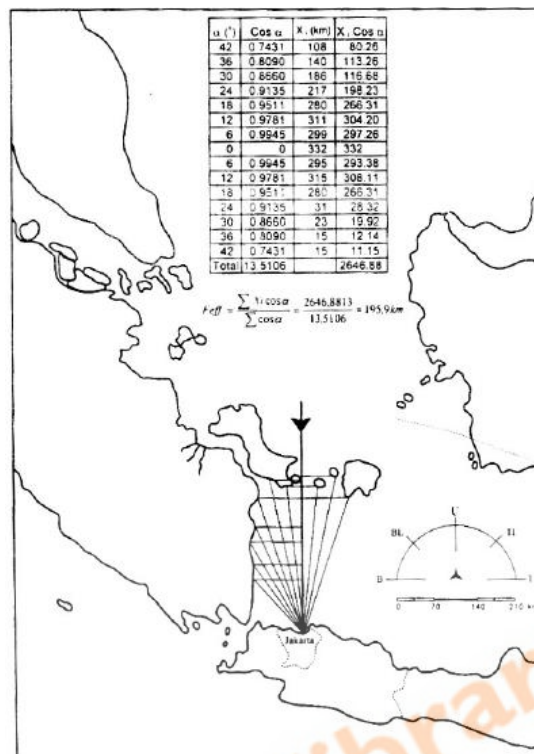 α (°) Cos α X, (km) X, Cos α
42 0.7431 108 80.26
36 0.8090 140 113.26
30 0.8660 186 116.68
24 0.9135 217 198.23
18 0.9511 280 266.31
12 0.9781 311 304.20
6 0.9945 299 297.26
0 0 332 332
6 0.9945 295 293.38
12 0.9781 315 308.11
18 0.9511 280 266.31
24 0.9135 31 28.32
30 0.8660 23 19.92
36 0.8090 15 12.14
42 0.7431 15 11.15
Total 13.5106 2646.88
Feff = ∑ Xi cos α / ∑ cos α = 2646,8813 / 13,5106 = 195,9 km
U
BL
B
0 70 140 210
Jakarta